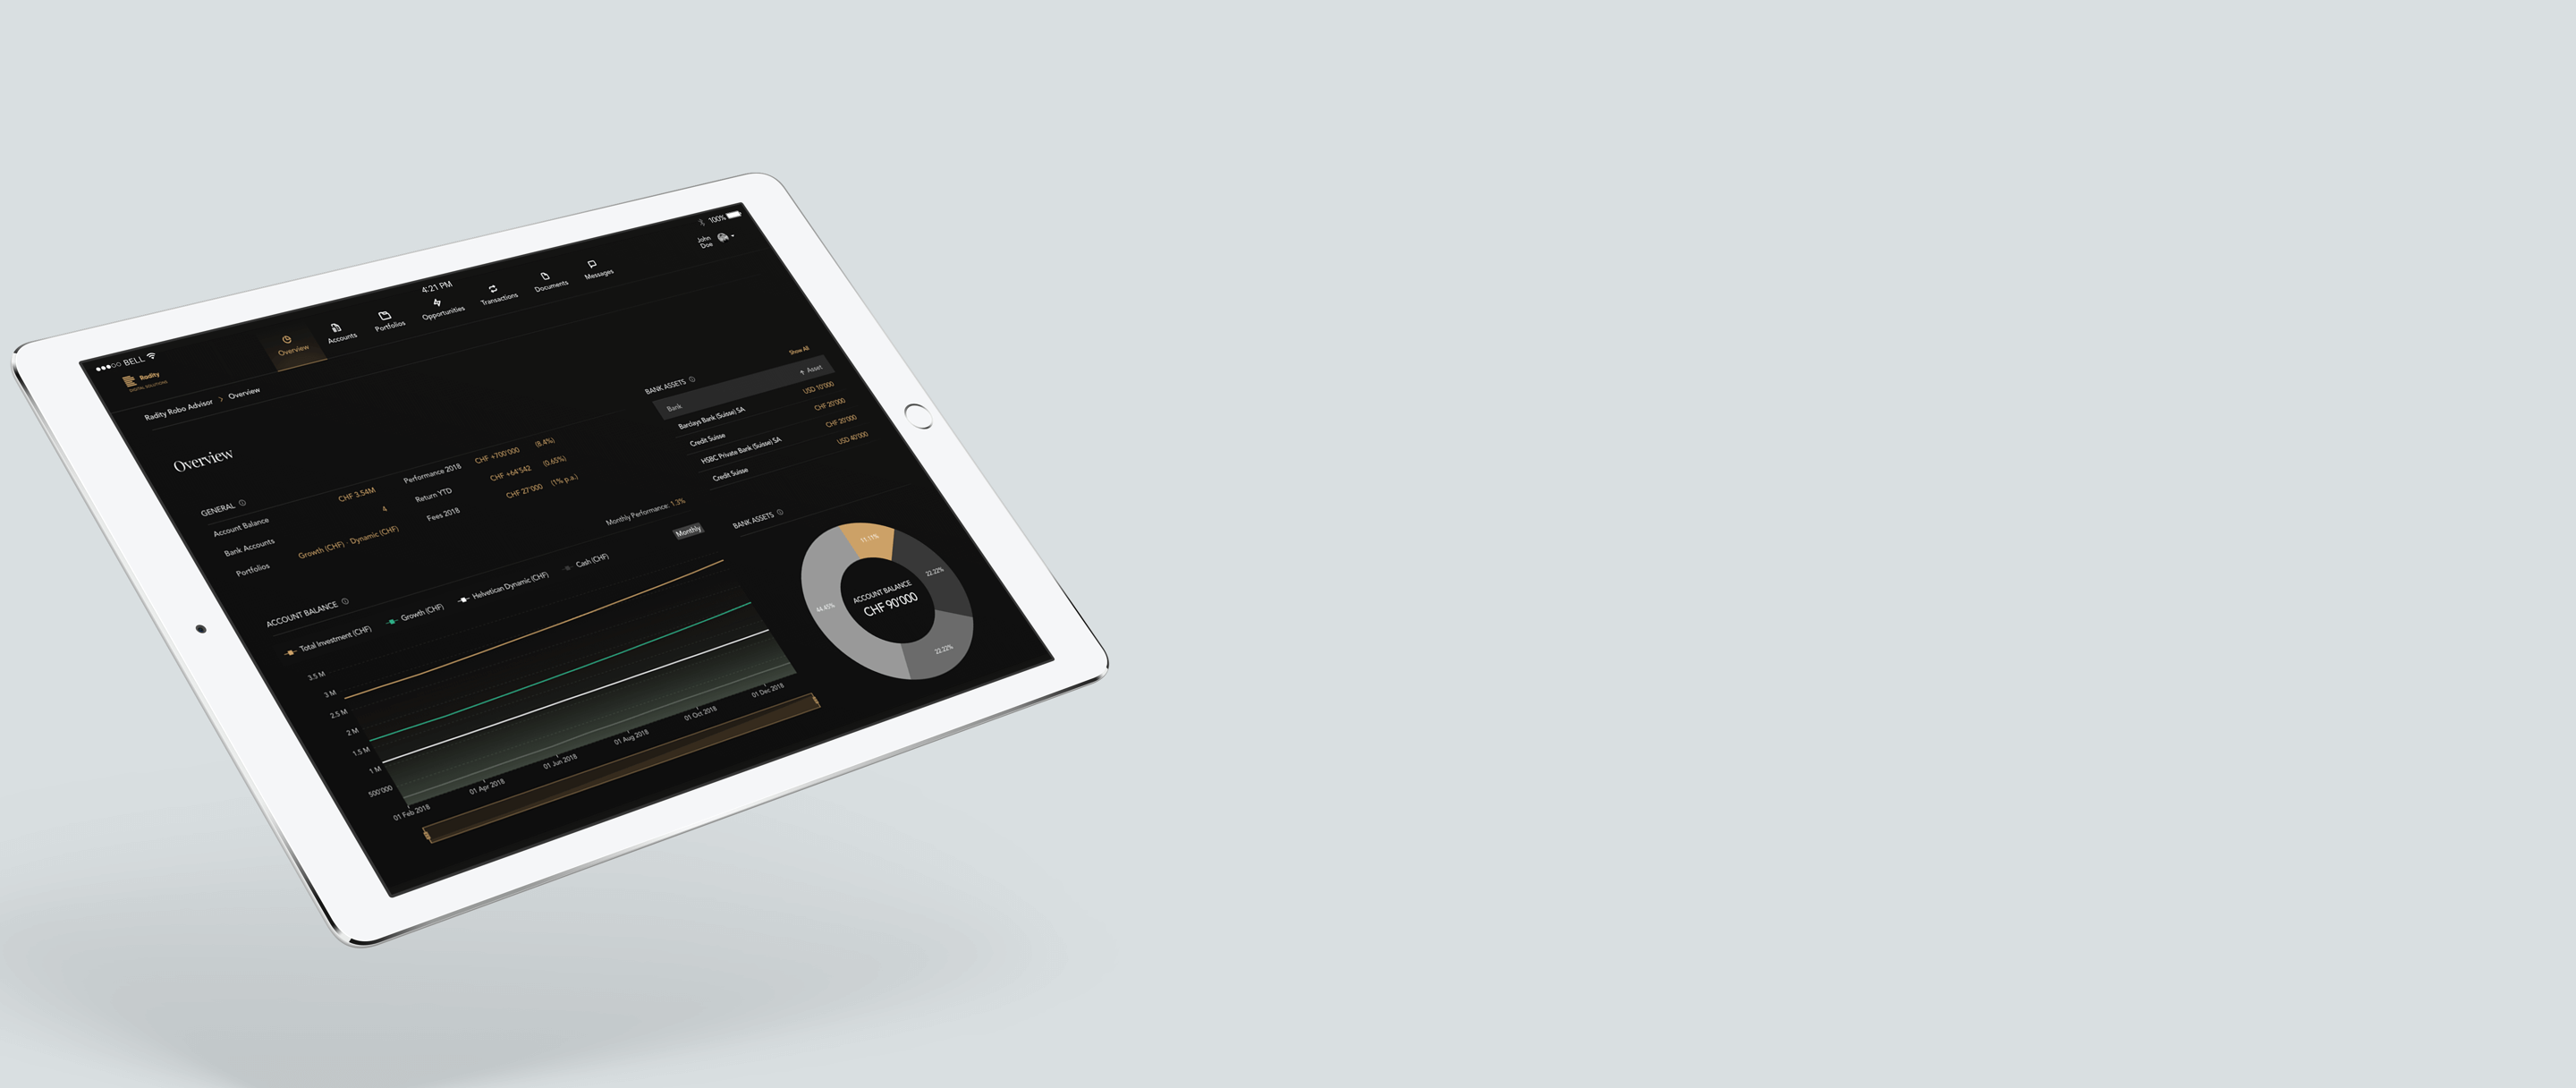 BELL
4:21 PM
100%
Radity
DIGITAL SOLUTIONS
Overview
Accounts
Portfolios
Opportunities
Transactions
Documents
Messages
John
Doe
Radity Robo Advisor > Overview
Overview
GENERAL
Account Balance CHF 3.54M
Bank Accounts 4
Portfolios Growth (CHF) · Dynamic (CHF)
Performance 2018 CHF +700'000 (8.4%)
Return YTD CHF +64'542 (0.65%)
Fees 2018 CHF 27'000 (1% p.a.)
BANK ASSETS
Show All
Bank Asset
Barclays Bank (Suisse) SA USD 10'000
Credit Suisse CHF 20'000
HSBC Private Bank (Suisse) SA CHF 20'000
Credit Suisse USD 40'000
ACCOUNT BALANCE
Monthly Performance: 1.3%
Monthly
Total Investment (CHF)
Growth (CHF)
Helvetican Dynamic (CHF)
Cash (CHF)
3.5 M
3 M
2.5 M
2 M
1.5 M
1 M
500'000
01 Feb 2018
01 Apr 2018
01 Jun 2018
01 Aug 2018
01 Oct 2018
01 Dec 2018
BANK ASSETS
11.11%
22.22%
22.22%
44.45%
ACCOUNT BALANCE
CHF 90'000